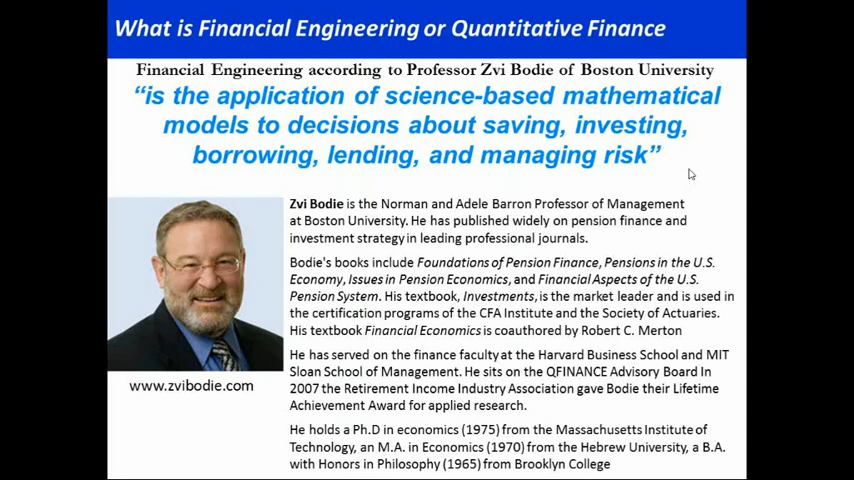 What is Financial Engineering or Quantitative Finance
Financial Engineering according to Professor Zvi Bodie of Boston University
“is the application of science-based mathematical
models to decisions about saving, investing,
borrowing, lending, and managing risk”
Zvi Bodie is the Norman and Adele Barron Professor of Management
at Boston University. He has published widely on pension finance and
investment strategy in leading professional journals.
Bodie's books include Foundations of Pension Finance, Pensions in the U.S.
Economy, Issues in Pension Economics, and Financial Aspects of the U.S.
Pension System. His textbook, Investments, is the market leader and is used in
the certification programs of the CFA Institute and the Society of Actuaries.
His textbook Financial Economics is coauthored by Robert C. Merton
He has served on the finance faculty at the Harvard Business School and MIT
Sloan School of Management. He sits on the QFINANCE Advisory Board In
2007 the Retirement Income Industry Association gave Bodie their Lifetime
Achievement Award for applied research.
He holds a Ph.D in economics (1975) from the Massachusetts Institute of
Technology, an M.A. in Economics (1970) from the Hebrew University, a B.A.
with Honors in Philosophy (1965) from Brooklyn College
www.zvibodie.com